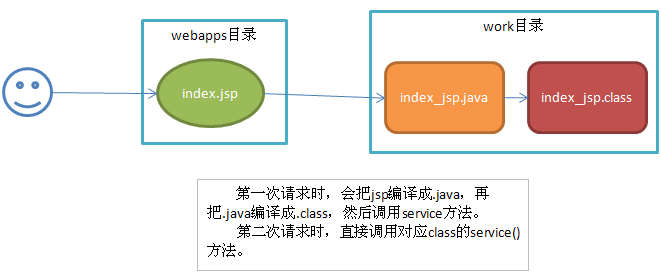 webapps目录
work目录
index.jsp
index_jsp.java
index_jsp.class
第一次请求时，会把jsp编译成.java，再
把.java编译成.class，然后调用service方法。
第二次请求时，直接调用对应class的service()
方法。